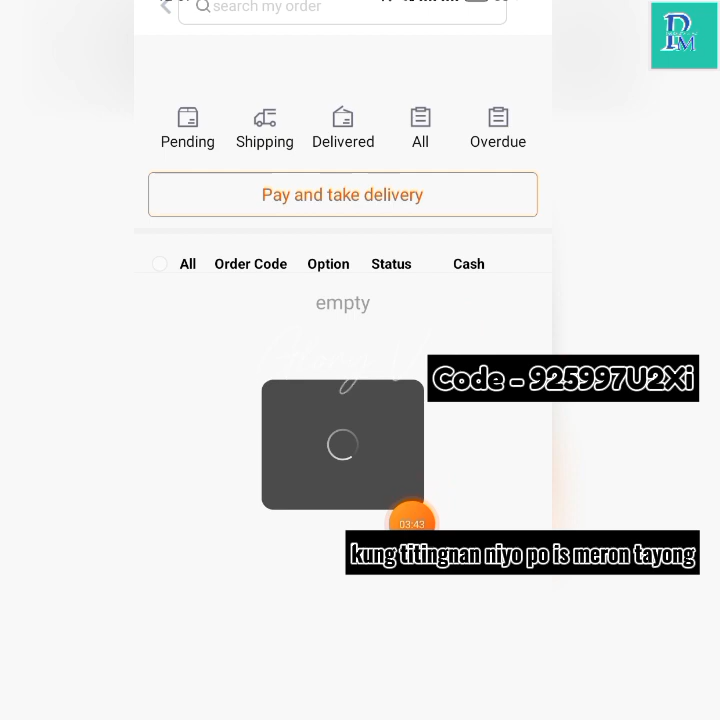 search my order
PM
Pending Shipping Delivered All Overdue
Pay and take delivery
All Order Code Option Status Cash
empty
Code - 925997U2Xi
03:43
kung titingnan niyo po is meron tayong